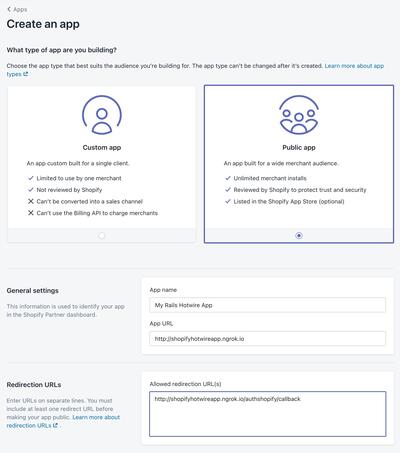 Apps
Create an app
What type of app are you building?
Choose the app type that best suits the audience you're building for. The app type can't be changed after it's created. Learn more about app
types
Custom app
An app custom built for a single client.
Limited to use by one merchant
Not reviewed by Shopify
Can't be converted into a sales channel
Can't use the Billing API to charge merchants
Public app
An app built for a wide merchant audience.
Unlimited merchant installs
Reviewed by Shopify to protect trust and security
Listed in the Shopify App Store (optional)
General settings
This information is used to identify your app
in the Shopify Partner dashboard.
App name
My Rails Hotwire App
App URL
http://shopifyhotwireapp.ngrok.io
Redirection URLs
Enter URLs on separate lines. You must
include at least one redirect URL before
making your app public. Learn more about
redirection URLs
Allowed redirection URL(s)
http://shopifyhotwireapp.ngrok.io/authshopify/callback